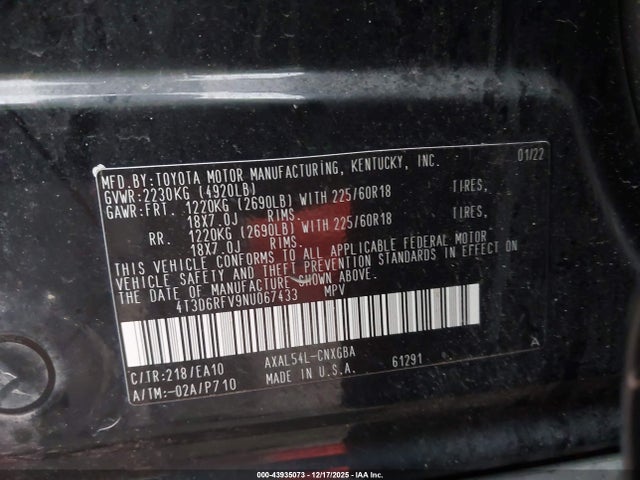 MFD.BY:TOYOTA MOTOR MANUFACTURING, KENTUCKY, INC. 01/22
GVWR:2230KG (4920LB)
GAWR:FRT. 1220KG (2690LB) WITH 225/60R18 TIRES,
18X7.0J RIMS.
RR. 1220KG (2690LB) WITH 225/60R18 TIRES,
18X7.0J RIMS.
THIS VEHICLE CONFORMS TO ALL APPLICABLE FEDERAL MOTOR
VEHICLE SAFETY AND THEFT PREVENTION STANDARDS IN EFFECT ON
THE DATE OF MANUFACTURE SHOWN ABOVE.
4T3D6RFV9NU067433 MPV
C/TR:218/EA10 AXAL54L-CNXGBA 61291 A
A/TM:-02A/P710 MADE IN U.S.A.
000-43935073 - 12/17/2025 - IAA Inc.